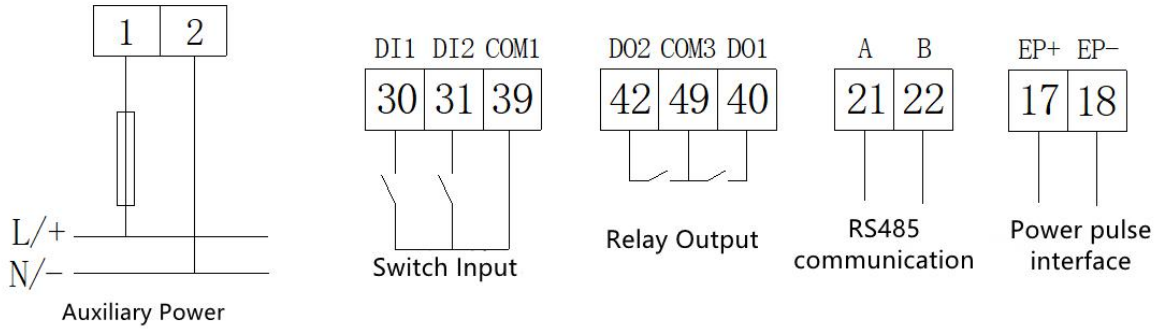 1 2
L/+
N/-
Auxiliary Power
DI1 DI2 COM1
30 31 39
Switch Input
DO2 COM3 DO1
42 49 40
Relay Output
A B
21 22
RS485
communication
EP+ EP-
17 18
Power pulse
interface